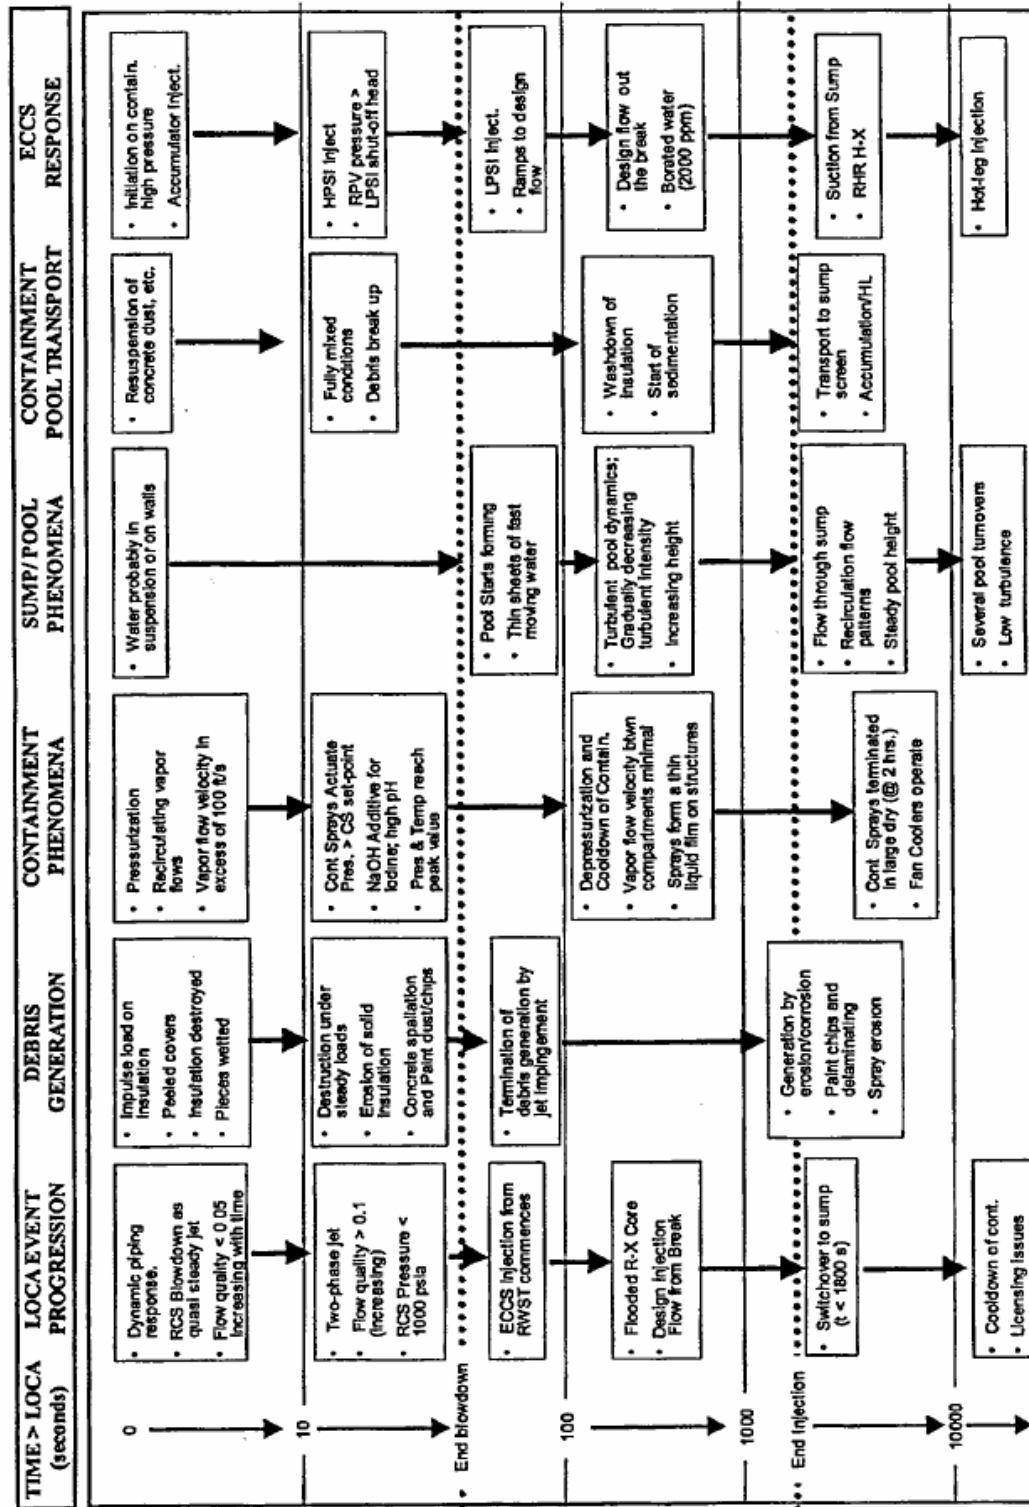 TIME > LOCA
(seconds)
LOCA EVENT
PROGRESSION
DEBRIS
GENERATION
CONTAINMENT
PHENOMENA
SUMP/ POOL
PHENOMENA
CONTAINMENT
POOL TRANSPORT
ECCS
RESPONSE
0
• Dynamic piping
response.
• RCS Blowdown as
quasi steady jet
• Flow quality < 0 05
Increasing with time
• Impulse load on
Insulation
• Peeled covers
• Insulation destroyed
• Pieces wetted
• Pressurization
• Recirculating vapor
flows
• Vapor flow velocity in
excess of 100 ft/s
• Water probably in
suspension or on walls
• Resuspension of
concrete dust, etc.
• Initiation on contain.
high pressure
• Accumulator Inject.
10
• Two-phase jet
• Flow quality > 0.1
(Increasing)
• RCS Pressure <
1000 psia
• Destruction under
steady loads
• Erosion of solid
Insulation
• Concrete spallation
and Paint dust/chips
• Cont Sprays Actuate
Pres. > CS set-point
• NaOH Additive for
Iodine; high pH
• Pres & Temp reach
peak value
• Fully mixed
conditions
• Debris break up
• HPSI Inject
• RPV pressure >
LPSI shut-off head
End blowdown
• ECCS Injection from
RWST commences
• Termination of
debris generation by
jet Impingement
• Pool Starts forming
• Thin sheets of fast
moving water
• LPSI Inject.
• Ramps to design
flow
100
• Flooded R-X Core
• Design Injection
Flow from Break
• Depressurization and
Cooldown of Contain.
• Vapor flow velocity btwn
compartments minimal
• Sprays form a thin
liquid film on structures
• Turbulent pool dynamics;
Gradually decreasing
turbulent Intensity
• Increasing height
• Washdown of
Insulation
• Start of
sedimentation
• Design flow out
the break
• Borated water
(2000 ppm)
1000
End Injection
• Switchover to sump
(t < 1800 s)
• Generation by
erosion/corrosion
• Paint chips and
delaminating
• Spray erosion
• Cont Sprays terminated
In large dry (@ 2 hrs.)
• Fan Coolers operate
• Flow through sump
• Recirculation flow
patterns
• Steady pool height
• Transport to sump
screen
• Accumulation/HL
• Suction from Sump
• RHR H-X
10000
• Cooldown of cont.
• Licensing issues
• Several pool turnovers
• Low turbulence
• Hot-leg Injection